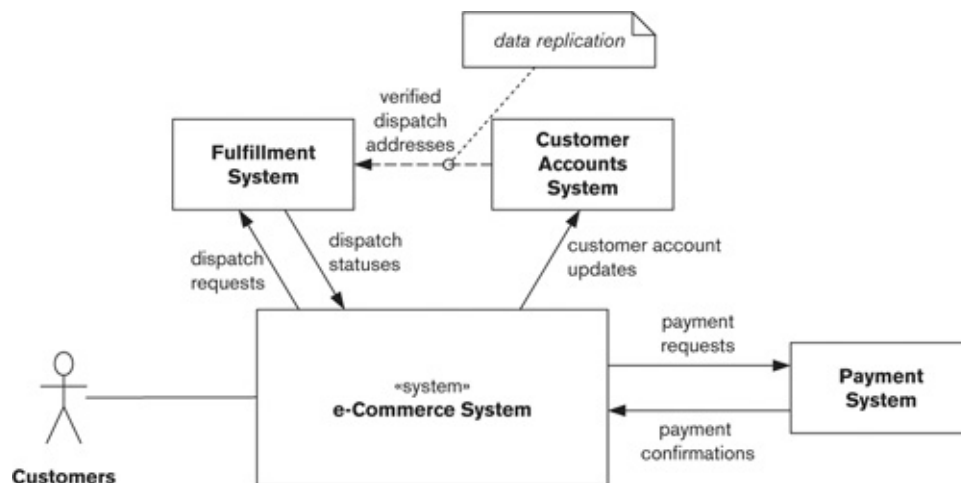 data replication
verified
dispatch
addresses
Fulfillment
System
Customer
Accounts
System
dispatch
requests
dispatch
statuses
customer account
updates
payment
requests
«system»
e-Commerce System
Payment
System
payment
confirmations
Customers